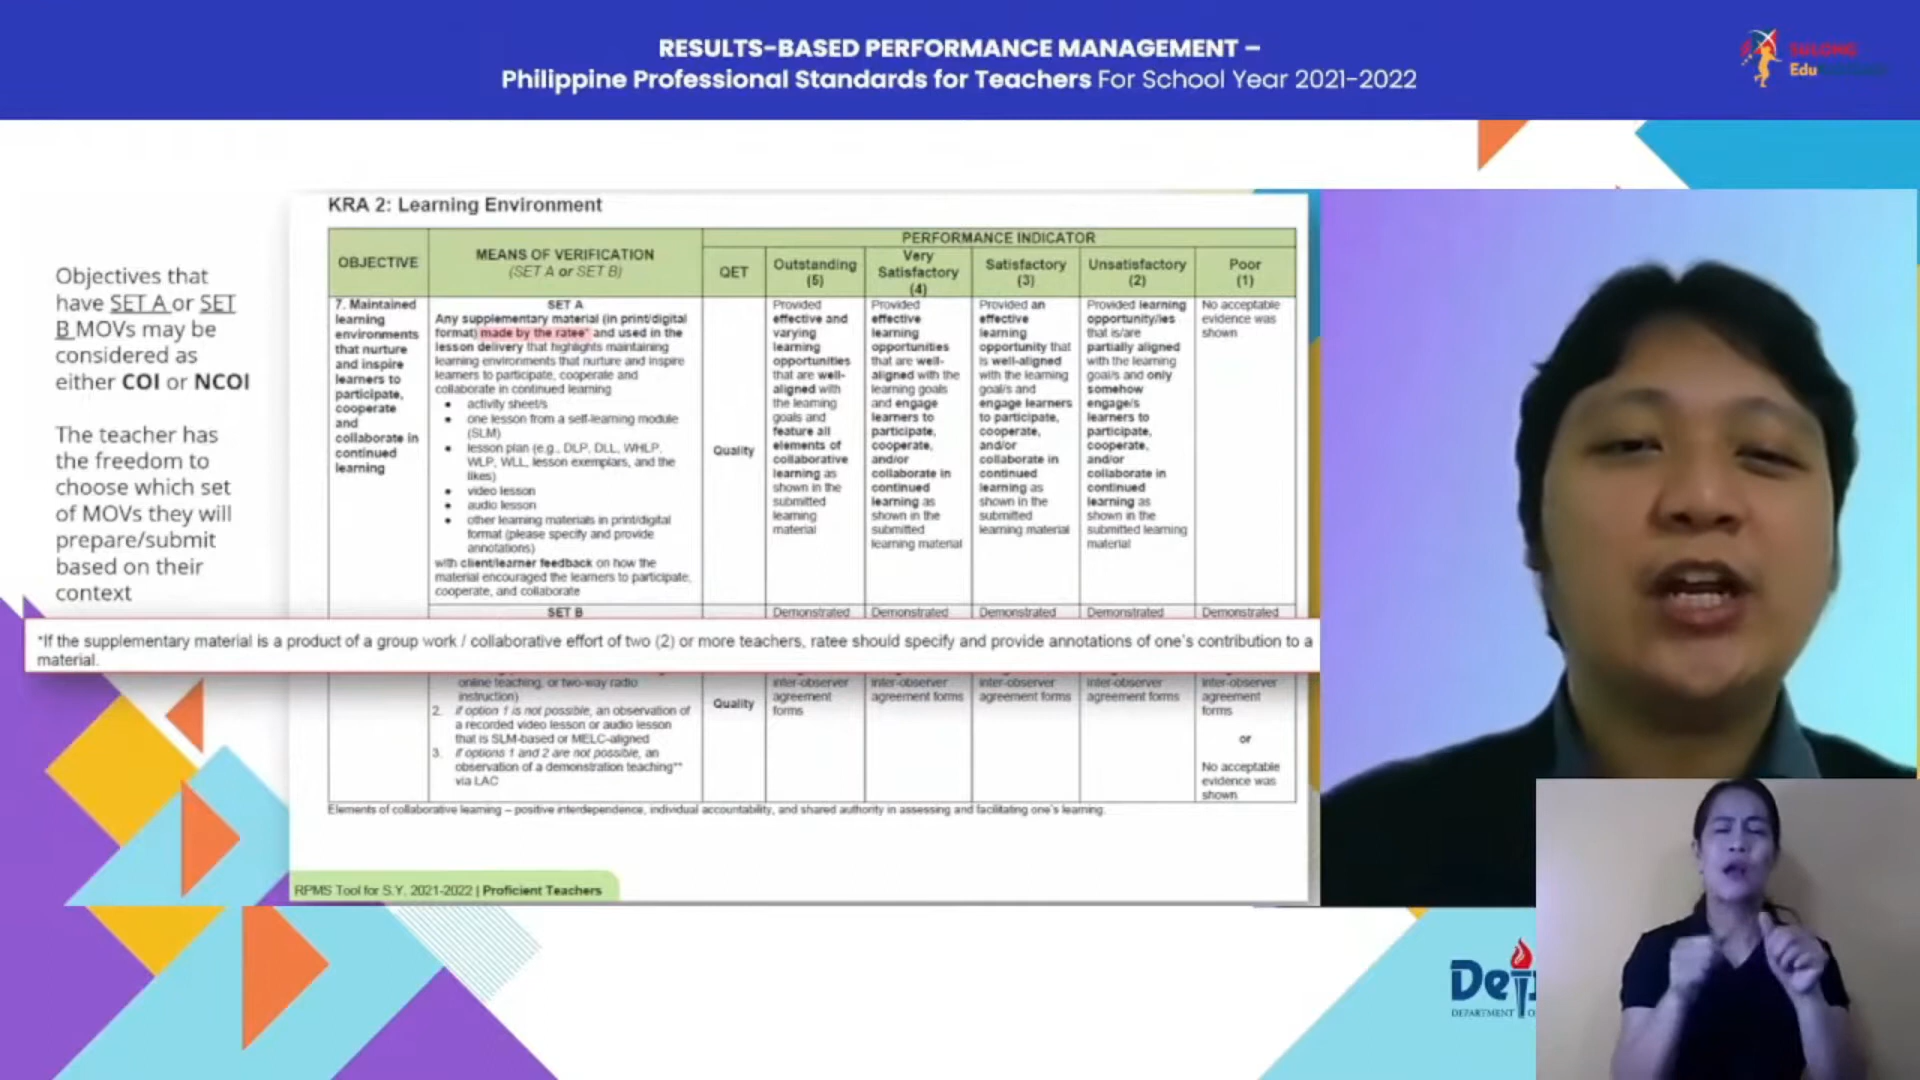 RESULTS-BASED PERFORMANCE MANAGEMENT –
Philippine Professional Standards for Teachers For School Year 2021-2022
SULONG
Edu
Objectives that
have SET A or SET
B MOVs may be
considered as
either COI or NCOI
The teacher has
the freedom to
choose which set
of MOVs they will
prepare/submit
based on their
context
KRA 2: Learning Environment
OBJECTIVE
MEANS OF VERIFICATION
(SET A or SET B)
PERFORMANCE INDICATOR
QET
Outstanding
(5)
Very
Satisfactory
(4)
Satisfactory
(3)
Unsatisfactory
(2)
Poor
(1)
7. Maintained
learning
environments
that nurture
and inspire
learners to
participate,
cooperate
and
collaborate in
continued
learning
SET A
Any supplementary material (in print/digital
format) made by the ratee* and used in the
lesson delivery that highlights maintaining
learning environments that nurture and inspire
learners to participate, cooperate and
collaborate in continued learning
• activity sheet/s
• one lesson from a self-learning module
(SLM)
• lesson plan (e.g., DLP, DLL, WHLP,
WLP, WLL, lesson exemplars, and the
likes)
• video lesson
• audio lesson
• other learning materials in print/digital
format (please specify and provide
annotations)
with client/learner feedback on how the
material encouraged the learners to participate,
cooperate, and collaborate
Quality
Provided
effective and
varying
learning
opportunities
that are well-
aligned with
the learning
goals and
feature all
elements of
collaborative
learning as
shown in the
submitted
learning
material
Provided
effective
learning
opportunities
that are well-
aligned with the
learning goals
and engage
learners to
participate,
cooperate,
and/or
collaborate in
continued
learning as
shown in the
submitted
learning material
Provided an
effective
learning
opportunity that
is well-aligned
with the learning
goal/s and
engage learners
to participate,
cooperate,
and/or
collaborate in
continued
learning as
shown in the
submitted
learning material
Provided learning
opportunity/ies
that is/are
partially aligned
with the learning
goal/s and only
somehow
engage/s
learners to
participate,
cooperate,
and/or
collaborate in
continued
learning as
shown in the
submitted learning
material
No acceptable
evidence was
shown
SET B
Demonstrated
Demonstrated
Demonstrated
Demonstrated
Demonstrated
*If the supplementary material is a product of a group work / collaborative effort of two (2) or more teachers, ratee should specify and provide annotations of one's contribution to a
material.
online teaching, or two-way radio
instruction)
2. if option 1 is not possible, an observation of
a recorded video lesson or audio lesson
that is SLM-based or MELC-aligned
3. if options 1 and 2 are not possible, an
observation of a demonstration teaching**
via LAC
Quality
inter-observer
agreement
forms
inter-observer
agreement forms
inter-observer
agreement forms
inter-observer
agreement forms
inter-observer
agreement
forms
or
No acceptable
evidence was
shown
Elements of collaborative learning – positive interdependence, individual accountability, and shared authority in assessing and facilitating one's learning.
RPMS Tool for S.Y. 2021-2022 | Proficient Teachers
DepED
DEPARTMENT O